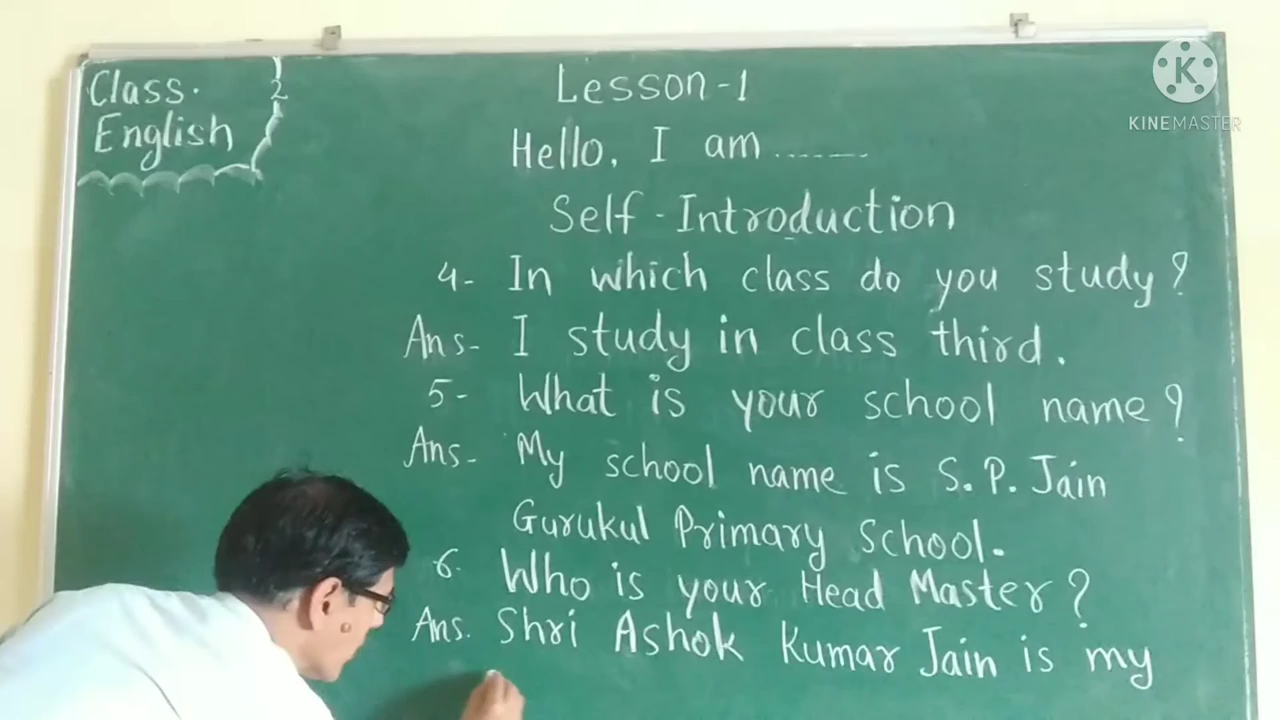 Class. 2
English
Lesson-1
Hello, I am .......
Self-Introduction
4- In which class do you study?
Ans- I study in class third.
5- What is your school name?
Ans- My school name is S.P. Jain
Gurukul Primary School.
6. Who is your Head Master?
Ans. Shri Ashok Kumar Jain is my
K
KINEMASTER